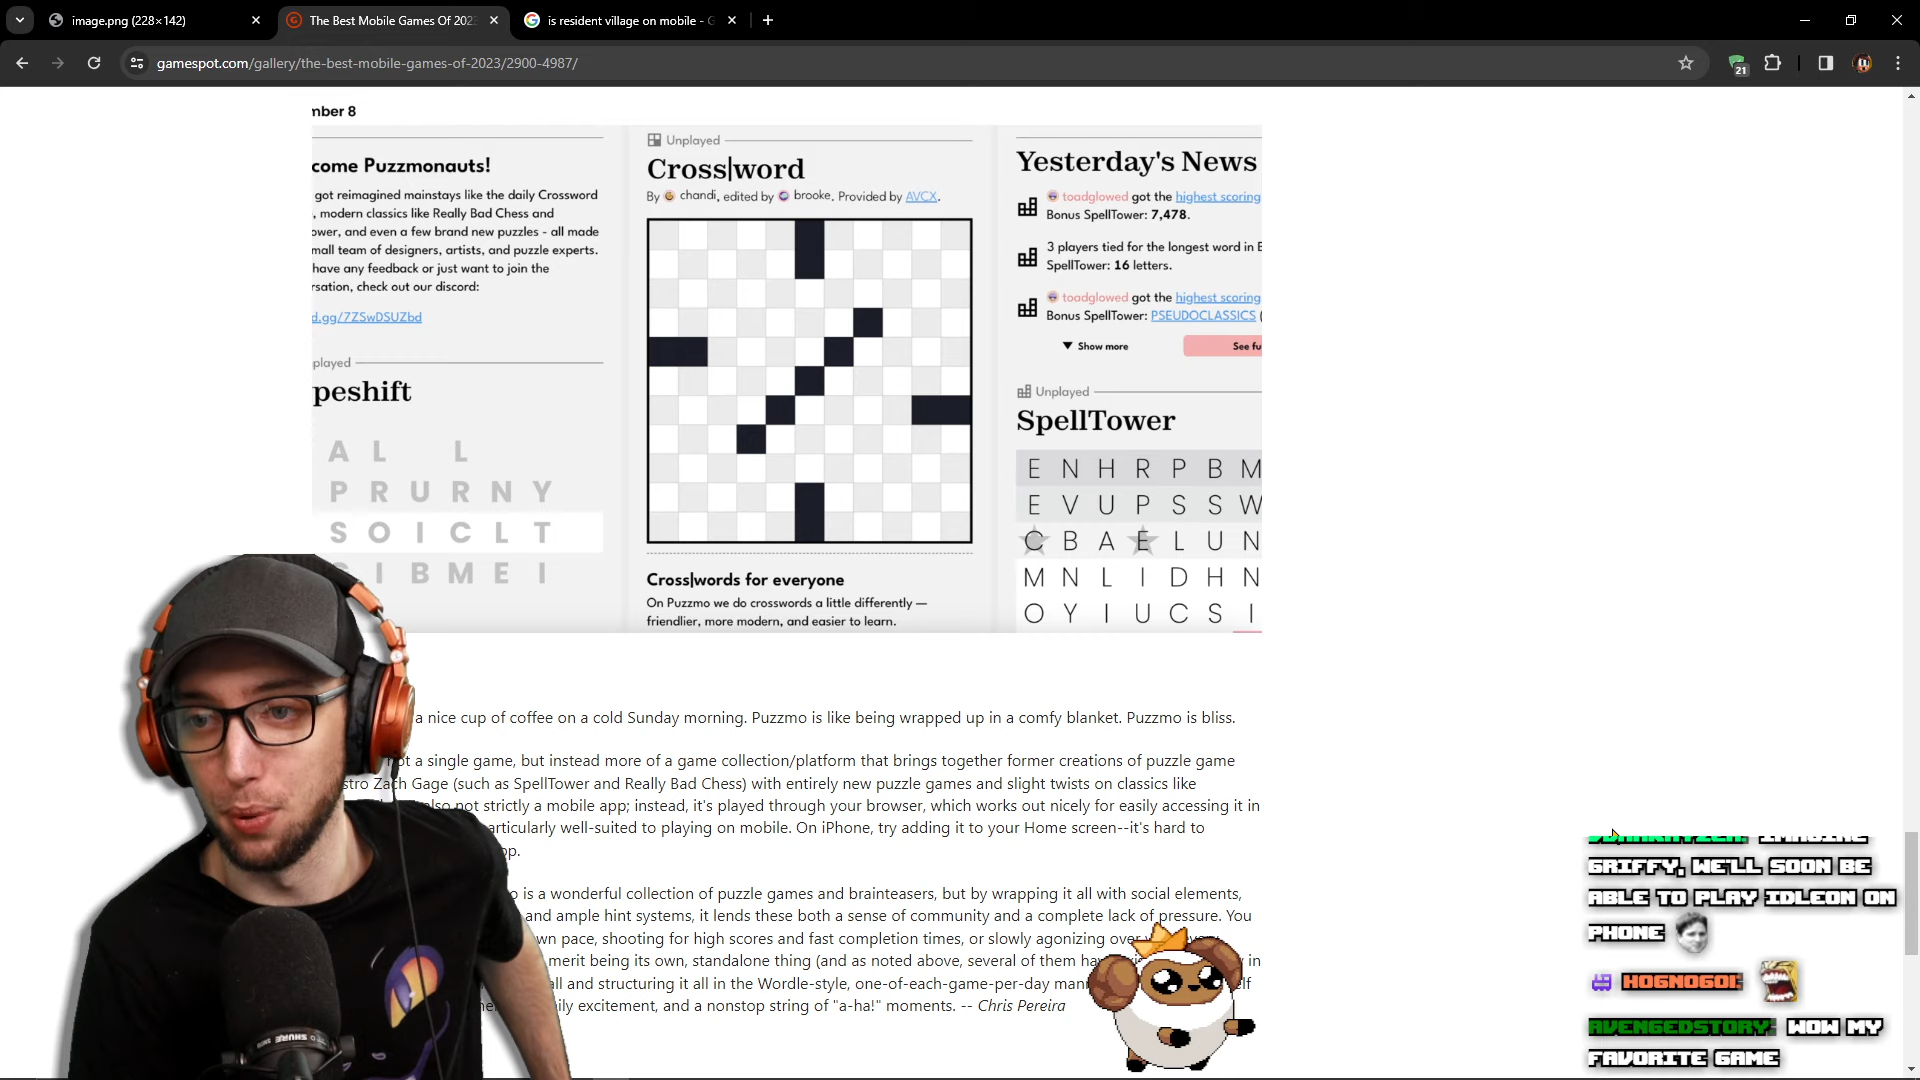 image.png (228×142)
The Best Mobile Games Of 202
is resident village on mobile - G
gamespot.com/gallery/the-best-mobile-games-of-2023/2900-4987/
21
mber 8
come Puzzmonauts!
got reimagined mainstays like the daily Crossword
, modern classics like Really Bad Chess and
ower, and even a few brand new puzzles - all made
mall team of designers, artists, and puzzle experts.
have any feedback or just want to join the
rsation, check out our discord:
d.gg/7ZSwDSUZbd
played
peshift
A L L
P R U R N Y
S O I C L T
I B M E I
Unplayed
Cross|word
By chandi, edited by brooke. Provided by AVCX.
Cross|words for everyone
On Puzzmo we do crosswords a little differently —
friendlier, more modern, and easier to learn.
Yesterday's News
toadglowed got the highest scoring
Bonus SpellTower: 7,478.
3 players tied for the longest word in B
SpellTower: 16 letters.
toadglowed got the highest scoring
Bonus SpellTower: PSEUDOCLASSICS (
Show more
See fu
Unplayed
SpellTower
E N H R P B M
E V U P S S W
C B A E L U N
M N L I D H N
O Y I U C S I
a nice cup of coffee on a cold Sunday morning. Puzzmo is like being wrapped up in a comfy blanket. Puzzmo is bliss.
not a single game, but instead more of a game collection/platform that brings together former creations of puzzle game
stro Zach Gage (such as SpellTower and Really Bad Chess) with entirely new puzzle games and slight twists on classics like
also not strictly a mobile app; instead, it's played through your browser, which works out nicely for easily accessing it in
articularly well-suited to playing on mobile. On iPhone, try adding it to your Home screen--it's hard to
pp.
o is a wonderful collection of puzzle games and brainteasers, but by wrapping it all with social elements,
and ample hint systems, it lends these both a sense of community and a complete lack of pressure. You
wn pace, shooting for high scores and fast completion times, or slowly agonizing over
merit being its own, standalone thing (and as noted above, several of them
in
all and structuring it all in the Wordle-style, one-of-each-game-per-day
elf
ily excitement, and a nonstop string of "a-ha!" moments. -- Chris Pereira
IMAGINE
GRIFFY, WE'LL SOON BE
ABLE TO PLAY IDLEON ON
PHONE
HOGNOGOI:
AVENGEDSTORY: WOW MY
FAVORITE GAME
SHURE